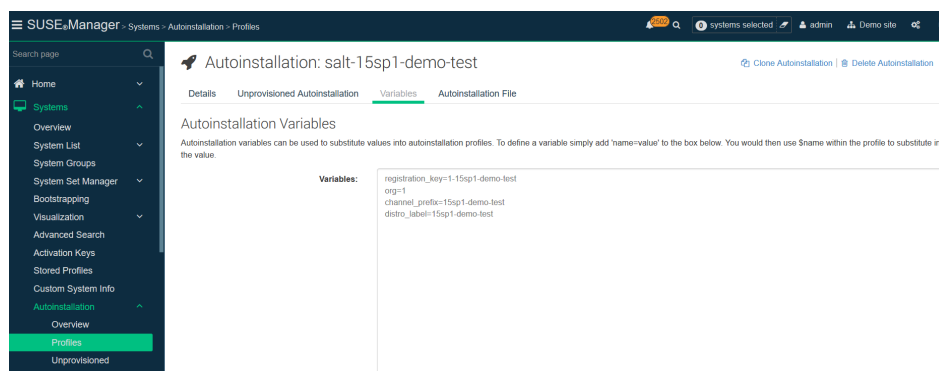 SUSE®Manager > Systems > Autoinstallation > Profiles
2502
0 systems selected
admin
Demo site
Search page
Home
Systems
Overview
System List
System Groups
System Set Manager
Bootstrapping
Visualization
Advanced Search
Activation Keys
Stored Profiles
Custom System Info
Autoinstallation
Overview
Profiles
Unprovisioned
Autoinstallation: salt-15sp1-demo-test
Clone Autoinstallation | Delete Autoinstallation
Details Unprovisioned Autoinstallation Variables Autoinstallation File
Autoinstallation Variables
Autoinstallation variables can be used to substitute values into autoinstallation profiles. To define a variable simply add 'name=value' to the box below. You would then use $name within the profile to substitute in
the value.
Variables:
registration_key=1-15sp1-demo-test
org=1
channel_prefix=15sp1-demo-test
distro_label=15sp1-demo-test